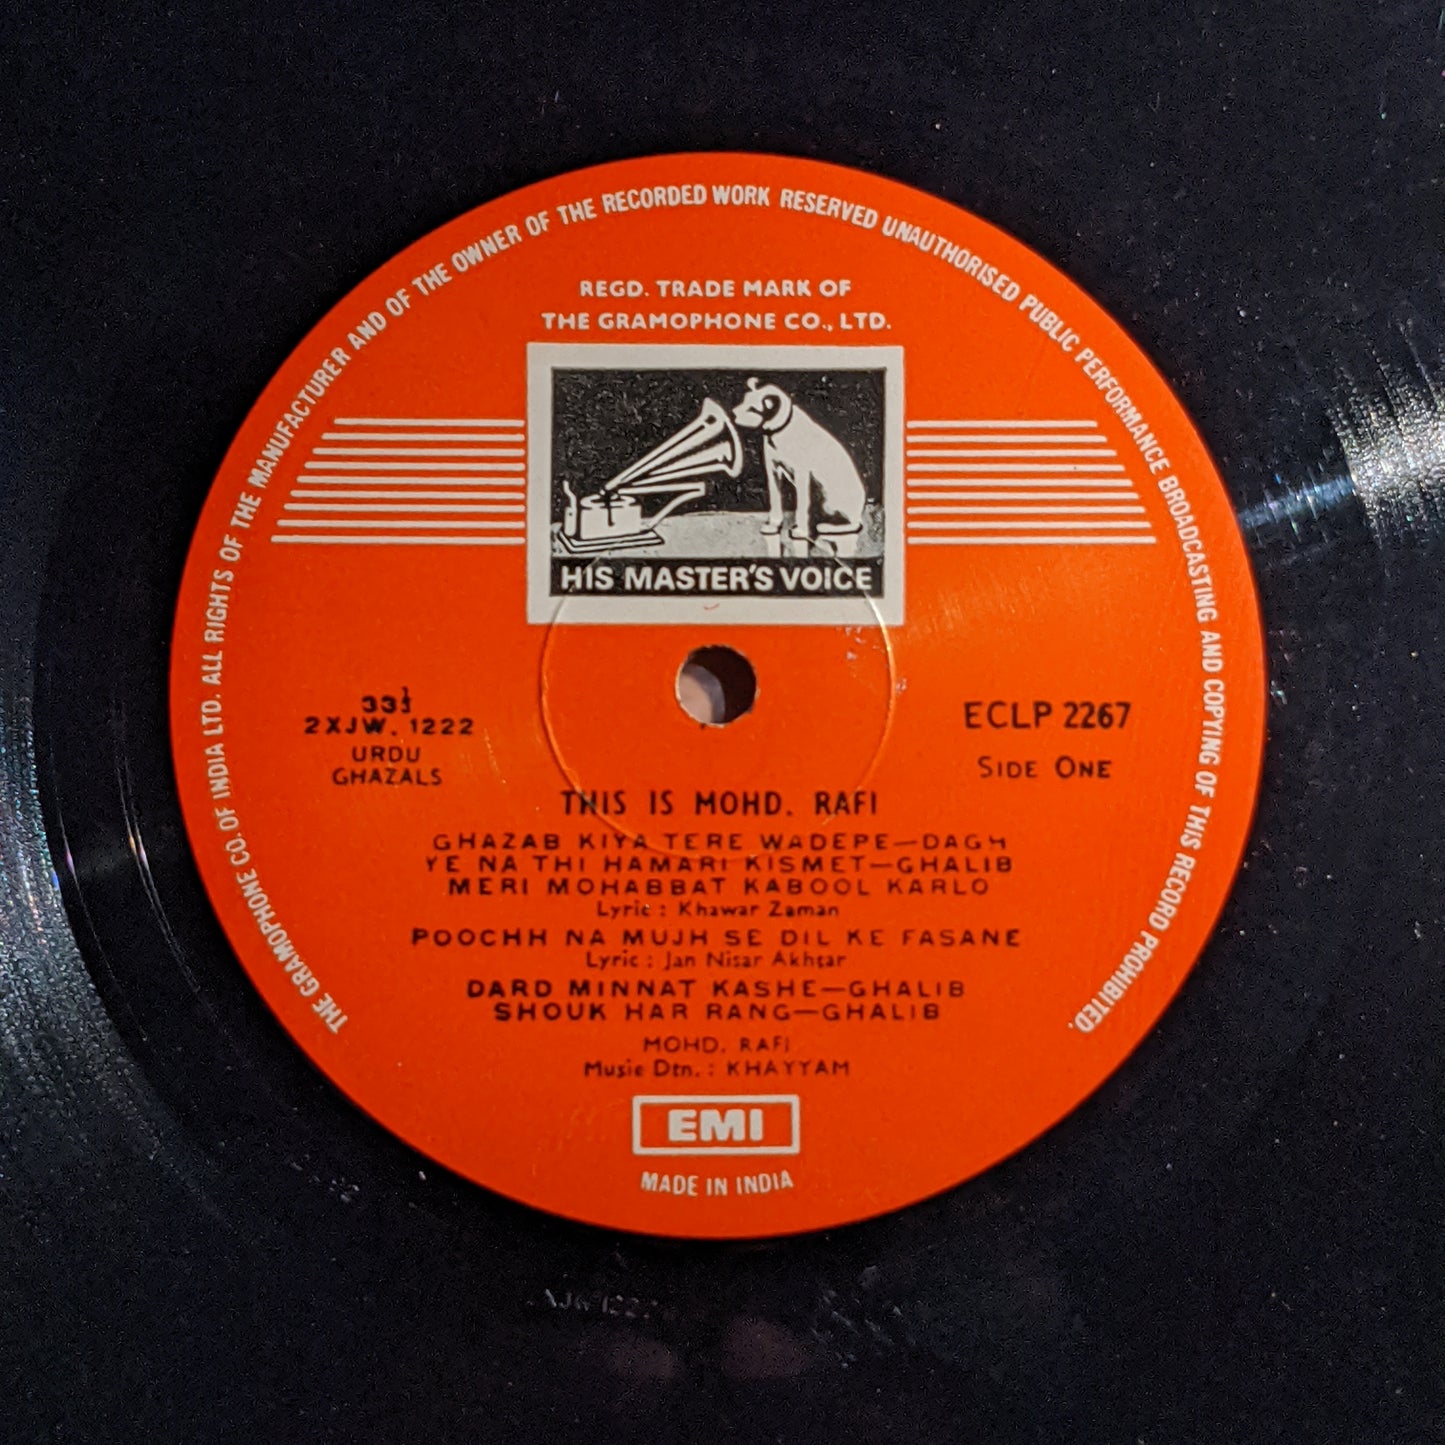 THE GRAMOPHONE CO. OF INDIA LTD. ALL RIGHTS OF THE MANUFACTURER AND OF THE OWNER OF THE RECORDED WORK RESERVED UNAUTHORISED PUBLIC PERFORMANCE BROADCASTING AND COPYING OF THIS RECORD PROHIBITED.
REGD. TRADE MARK OF
THE GRAMOPHONE CO., LTD.
HIS MASTER'S VOICE
33⅓
2XJW. 1222
URDU
GHAZALS
ECLP 2267
SIDE ONE
THIS IS MOHD. RAFI
GHAZAB KIYA TERE WADEPE—DAGH
YE NA THI HAMARI KISMET—GHALIB
MERI MOHABBAT KABOOL KARLO
Lyric : Khawar Zaman
POOCHH NA MUJH SE DIL KE FASANE
Lyric : Jan Nisar Akhtar
DARD MINNAT KASHE—GHALIB
SHOUK HAR RANG—GHALIB
MOHD. RAFI
Music Dtn. : KHAYYAM
EMI
MADE IN INDIA